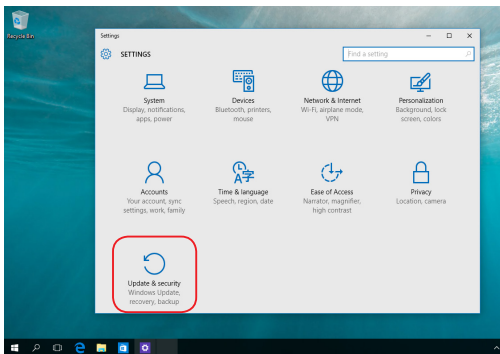 Recycle Bin
Settings
SETTINGS
Find a setting
System
Display, notifications,
apps, power
Devices
Bluetooth, printers,
mouse
Network & Internet
Wi-Fi, airplane mode,
VPN
Personalization
Background, lock
screen, colors
Accounts
Your account, sync
settings, work, family
Time & language
Speech, region, date
Ease of Access
Narrator, magnifier,
high contrast
Privacy
Location, camera
Update & security
Windows Update,
recovery, backup